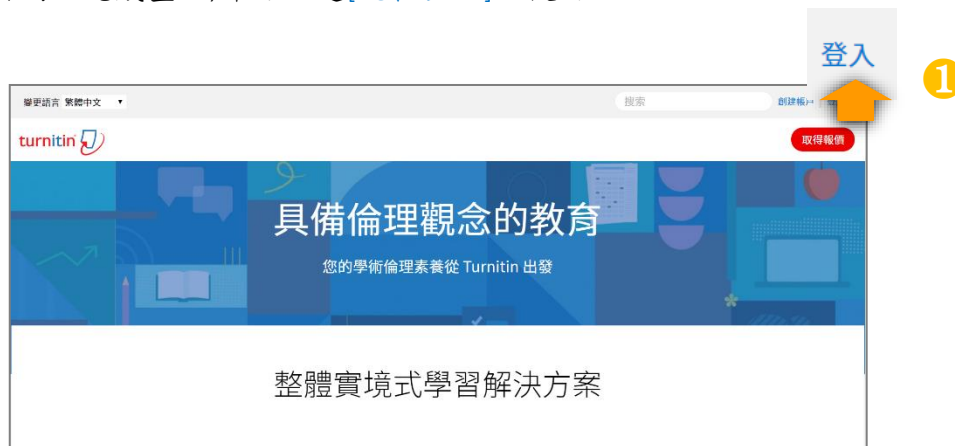 登入
❶
變更語言 繁體中文
搜索
創建帳
turnitin
取得報價
具備倫理觀念的教育
您的學術倫理素養從 Turnitin 出發
整體實境式學習解決方案